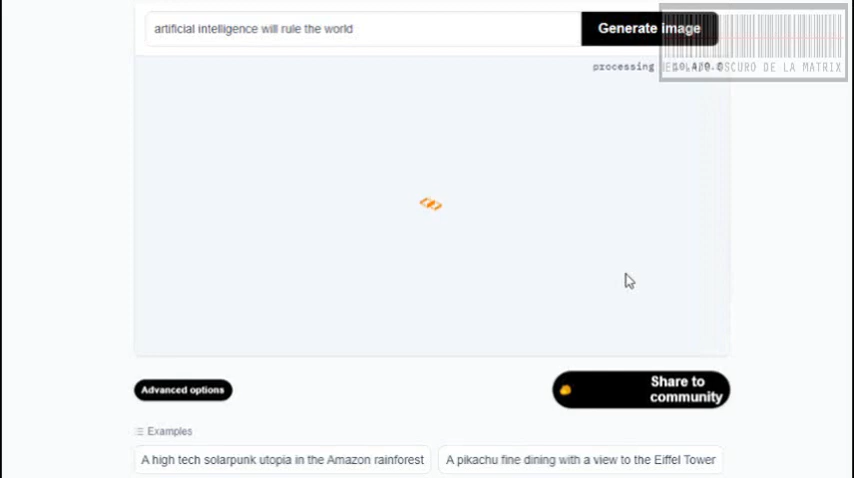 artificial intelligence will rule the world
Generate image
processing
OSCURO DE LA MATRIX
Advanced options
Share to
community
Examples
A high tech solarpunk utopia in the Amazon rainforest
A pikachu fine dining with a view to the Eiffel Tower